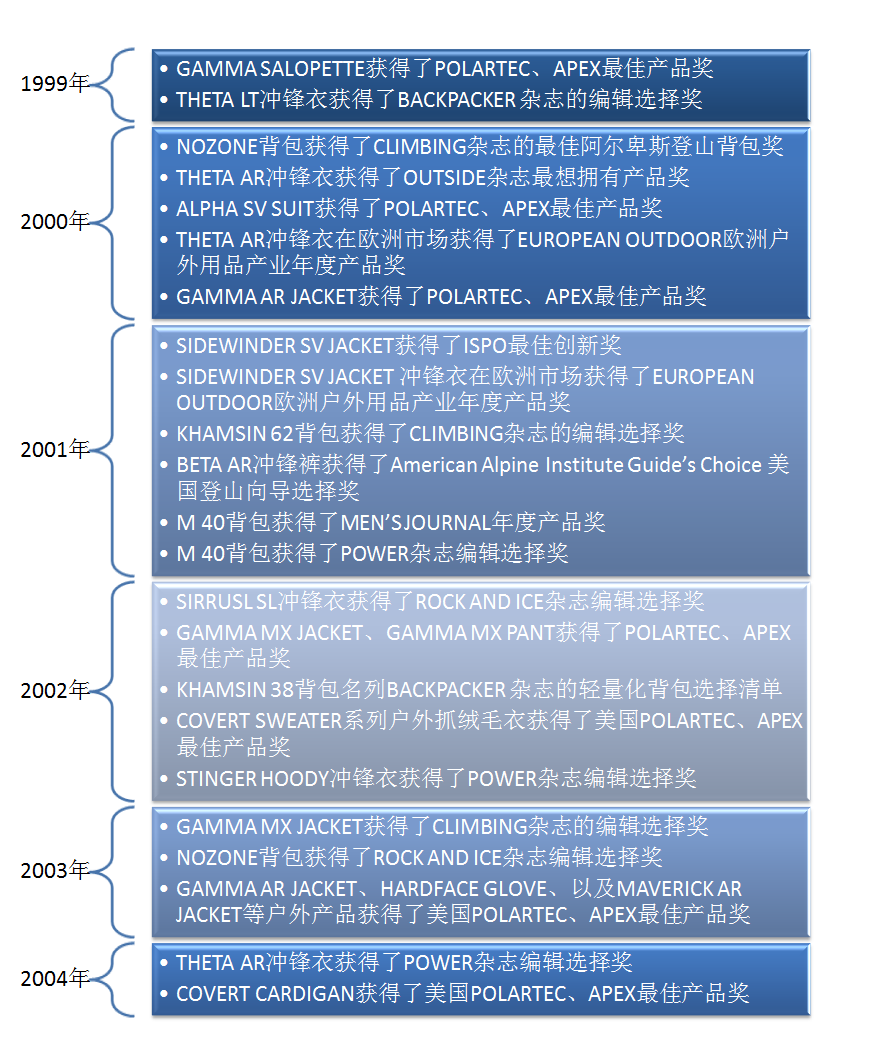 1999年
• GAMMA SALOPETTE获得了POLARTEC、APEX最佳产品奖
• THETA LT冲锋衣获得了BACKPACKER 杂志的编辑选择奖
2000年
• NOZONE背包获得了CLIMBING杂志的最佳阿尔卑斯登山背包奖
• THETA AR冲锋衣获得了OUTSIDE杂志最想拥有产品奖
• ALPHA SV SUIT获得了POLARTEC、APEX最佳产品奖
• THETA AR冲锋衣在欧洲市场获得了EUROPEAN OUTDOOR欧洲户
外用品产业年度产品奖
• GAMMA AR JACKET获得了POLARTEC、APEX最佳产品奖
2001年
• SIDEWINDER SV JACKET获得了ISPO最佳创新奖
• SIDEWINDER SV JACKET 冲锋衣在欧洲市场获得了EUROPEAN
OUTDOOR欧洲户外用品产业年度产品奖
• KHAMSIN 62背包获得了CLIMBING杂志的编辑选择奖
• BETA AR冲锋裤获得了American Alpine Institute Guide’s Choice 美
国登山向导选择奖
• M 40背包获得了MEN’S JOURNAL年度产品奖
• M 40背包获得了POWER杂志编辑选择奖
2002年
• SIRRUSL SL冲锋衣获得了ROCK AND ICE杂志编辑选择奖
• GAMMA MX JACKET、GAMMA MX PANT获得了POLARTEC、APEX
最佳产品奖
• KHAMSIN 38背包名列BACKPACKER 杂志的轻量化背包选择清单
• COVERT SWEATER系列户外抓绒毛衣获得了美国POLARTEC、APEX
最佳产品奖
• STINGER HOODY冲锋衣获得了POWER杂志编辑选择奖
2003年
• GAMMA MX JACKET获得了CLIMBING杂志的编辑选择奖
• NOZONE背包获得了ROCK AND ICE杂志编辑选择奖
• GAMMA AR JACKET、HARDFACE GLOVE、以及MAVERICK AR
JACKET等户外产品获得了美国POLARTEC、APEX最佳产品奖
2004年
• THETA AR冲锋衣获得了POWER杂志编辑选择奖
• COVERT CARDIGAN获得了美国POLARTEC、APEX最佳产品奖